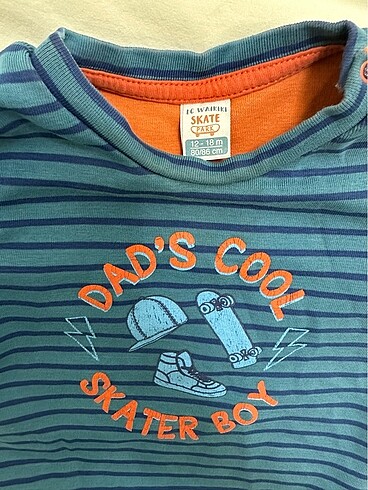 LC WAIKIKI
SKATE
PARK
12 - 18 m
80/86 cm
DAD'S COOL
SKATER BOY